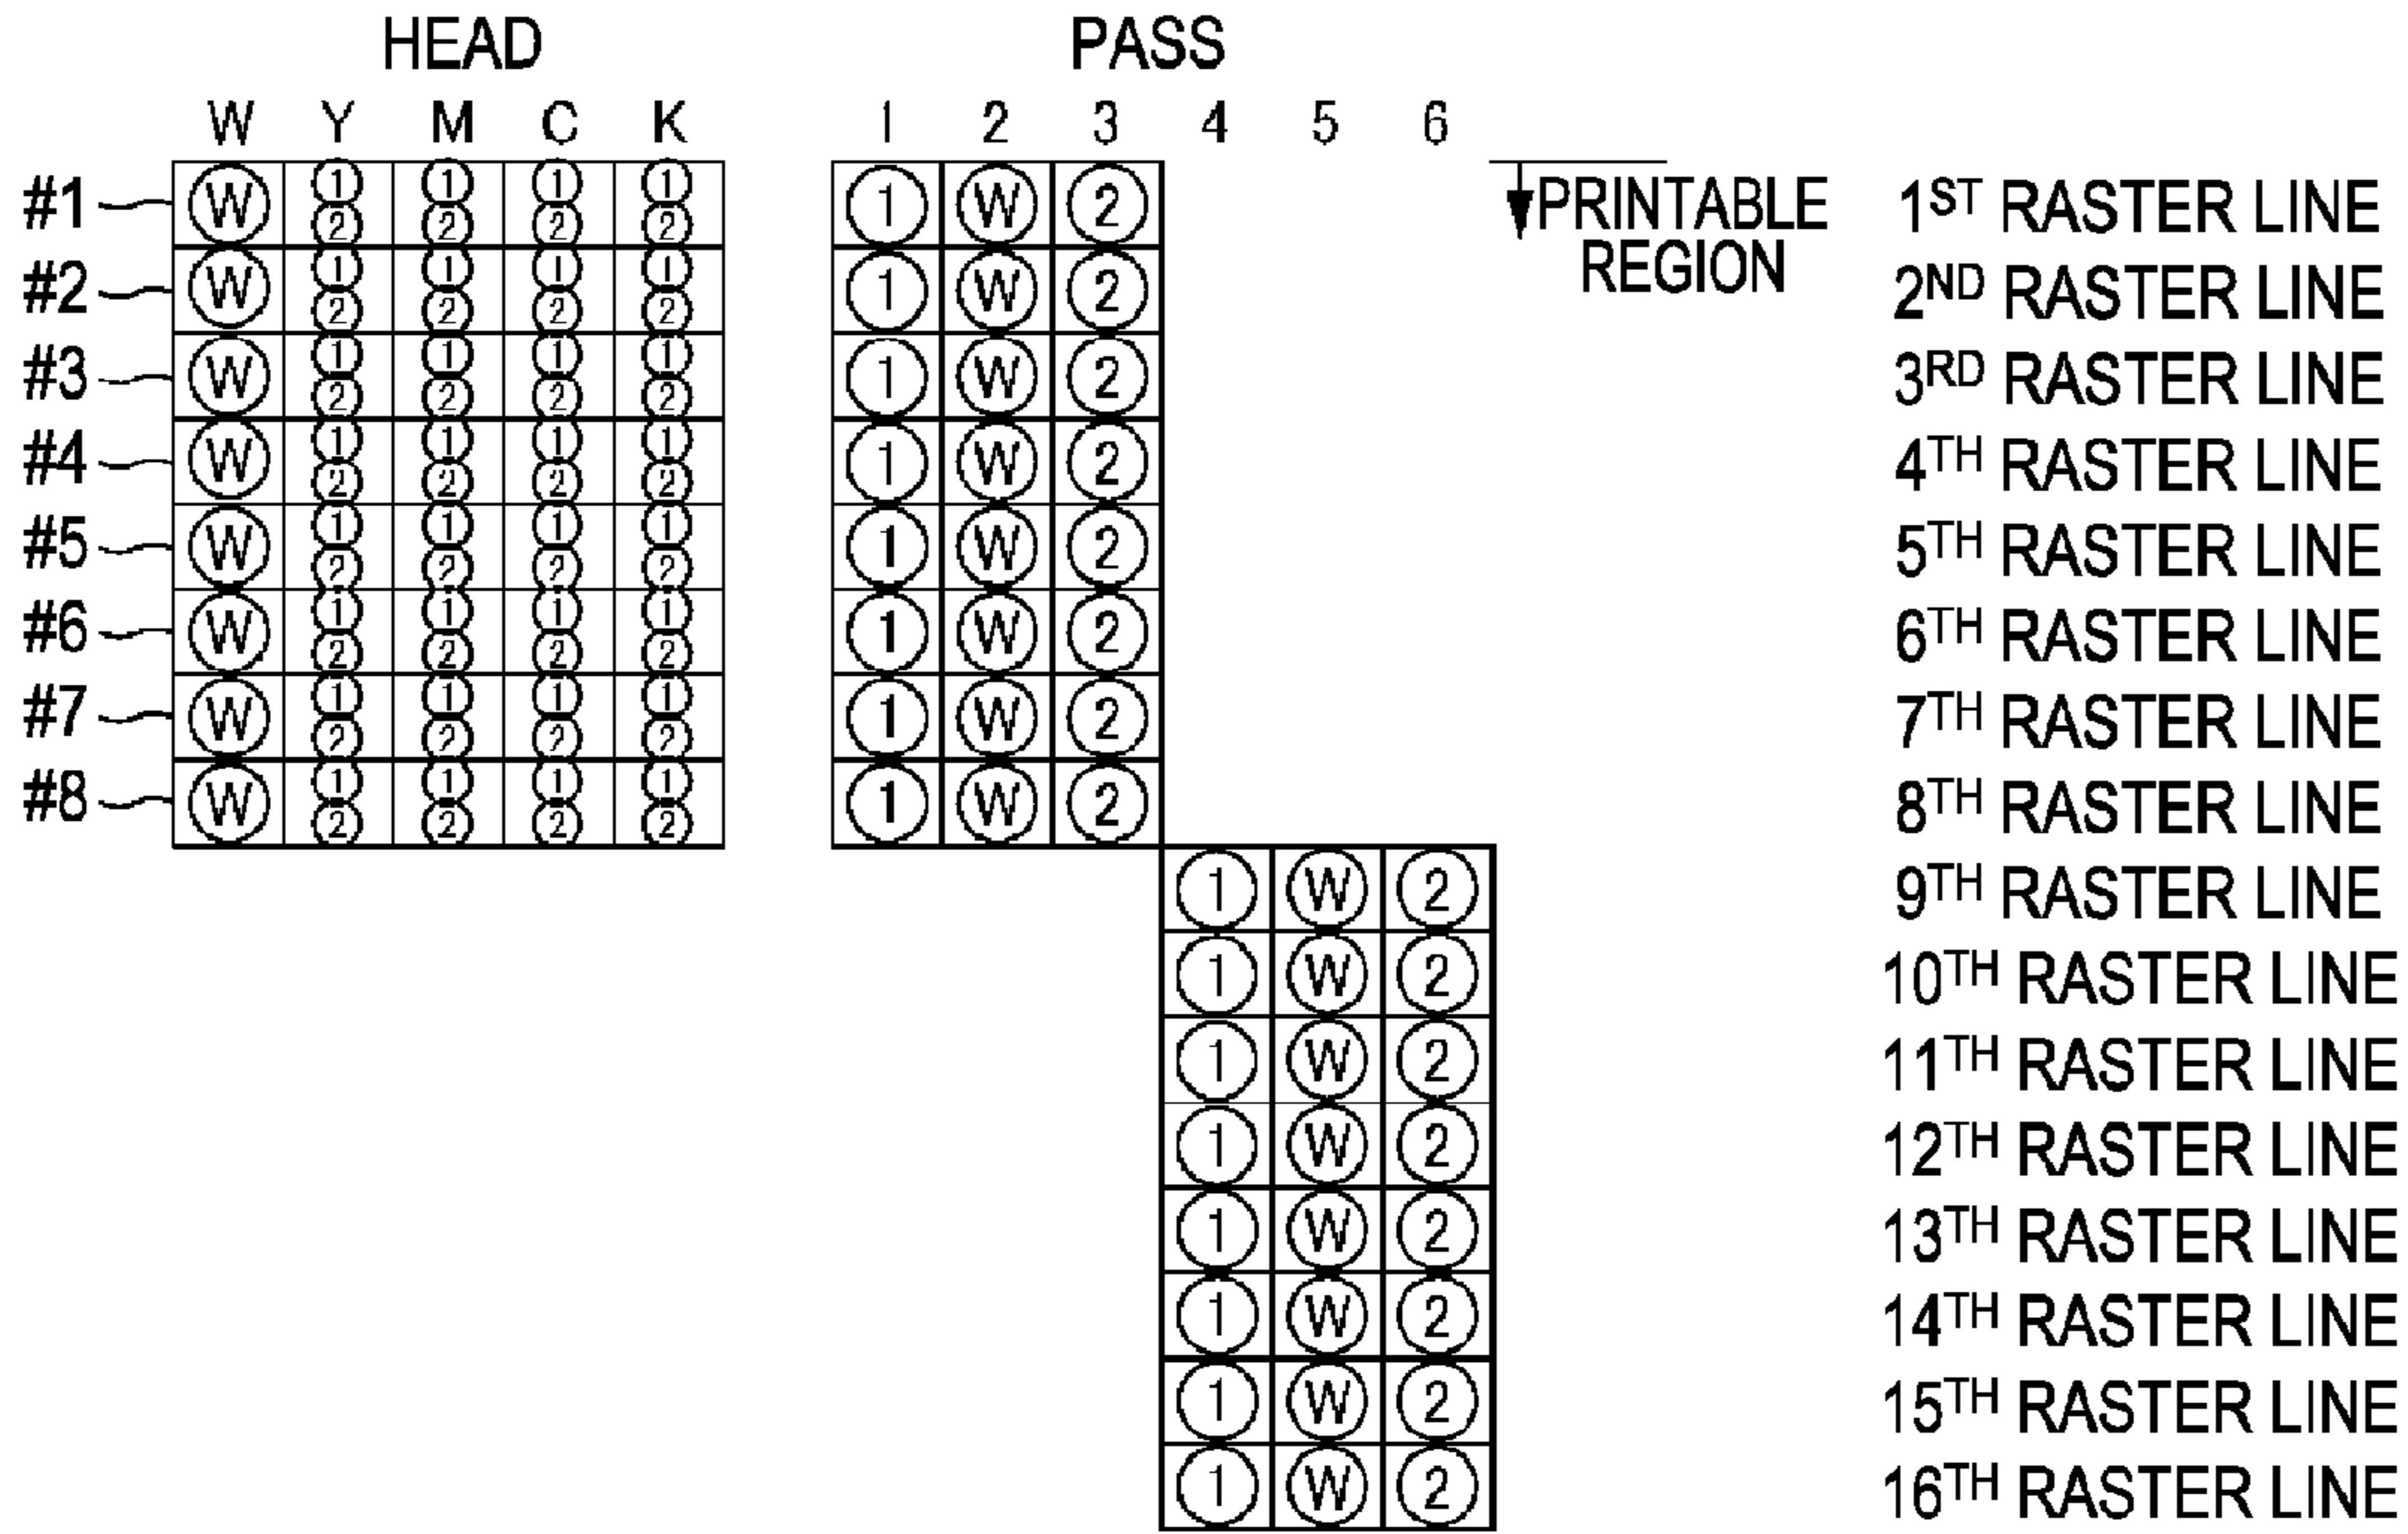 HEAD PASS
W Y M C K 1 2 3 4 5 6
#1 W 1 1 1 1 1 W 2 PRINTABLE 1ST RASTER LINE
2 2 2 2
REGION
#2 W 1 1 1 1 1 W 2 2ND RASTER LINE
2 2 2 2
#3 W 1 1 1 1 1 W 2 3RD RASTER LINE
2 2 2 2
#4 W 1 1 1 1 1 W 2 4TH RASTER LINE
2 2 2 2
#5 W 1 1 1 1 1 W 2 5TH RASTER LINE
2 2 2 2
#6 W 1 1 1 1 1 W 2 6TH RASTER LINE
2 2 2 2
#7 W 1 1 1 1 1 W 2 7TH RASTER LINE
2 2 2 2
#8 W 1 1 1 1 1 W 2 8TH RASTER LINE
2 2 2 2
1 W 2 9TH RASTER LINE
1 W 2 10TH RASTER LINE
1 W 2 11TH RASTER LINE
1 W 2 12TH RASTER LINE
1 W 2 13TH RASTER LINE
1 W 2 14TH RASTER LINE
1 W 2 15TH RASTER LINE
1 W 2 16TH RASTER LINE